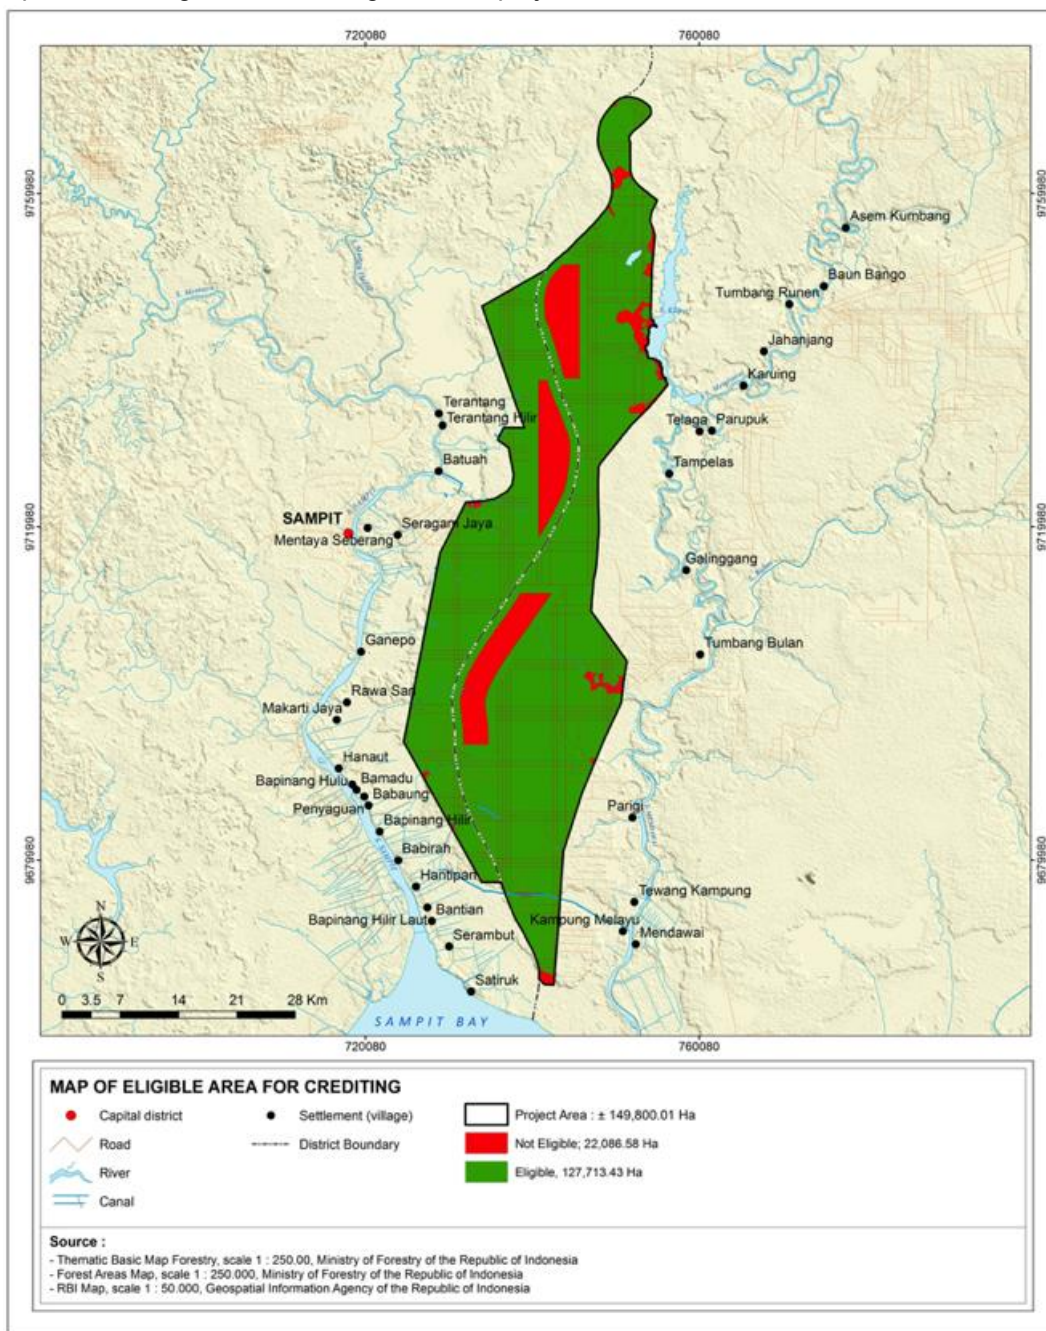 720080
760080
9759980
9759980
Asem Kumbang
Baun Bango
Tumbang Runen
Jahanjang
Karuing
Terantang
Terantang Hilir
Telaga
Parupuk
Batuah
Tampelas
SAMPIT
Seragam Jaya
Mentaya Seberang
9719980
9719980
Galinggang
Ganepo
Tumbang Bulan
Rawa Sari
Makarti Jaya
Hanaut
Bapinang Hulu
Bamadu
Babaung
Penyaguan
Bapinang Hilir
Parigi
Babirah
9679980
9679980
Hantipan
Tewang Kampung
Bantian
Bapinang Hilir Laut
Kampung Melayu
Serambut
Mendawai
Satiruk
N
W
E
S
0 3.5 7 14 21 28 Km
SAMPIT BAY
720080
760080
MAP OF ELIGIBLE AREA FOR CREDITING
Capital district
Settlement (village)
Project Area : ± 149,800.01 Ha
Road
District Boundary
Not Eligible; 22,086.58 Ha
River
Eligible, 127,713.43 Ha
Canal
Source :
- Thematic Basic Map Forestry, scale 1 : 250.00, Ministry of Forestry of the Republic of Indonesia
- Forest Areas Map, scale 1 : 250.000, Ministry of Forestry of the Republic of Indonesia
- RBI Map, scale 1 : 50.000, Geospatial Information Agency of the Republic of Indonesia